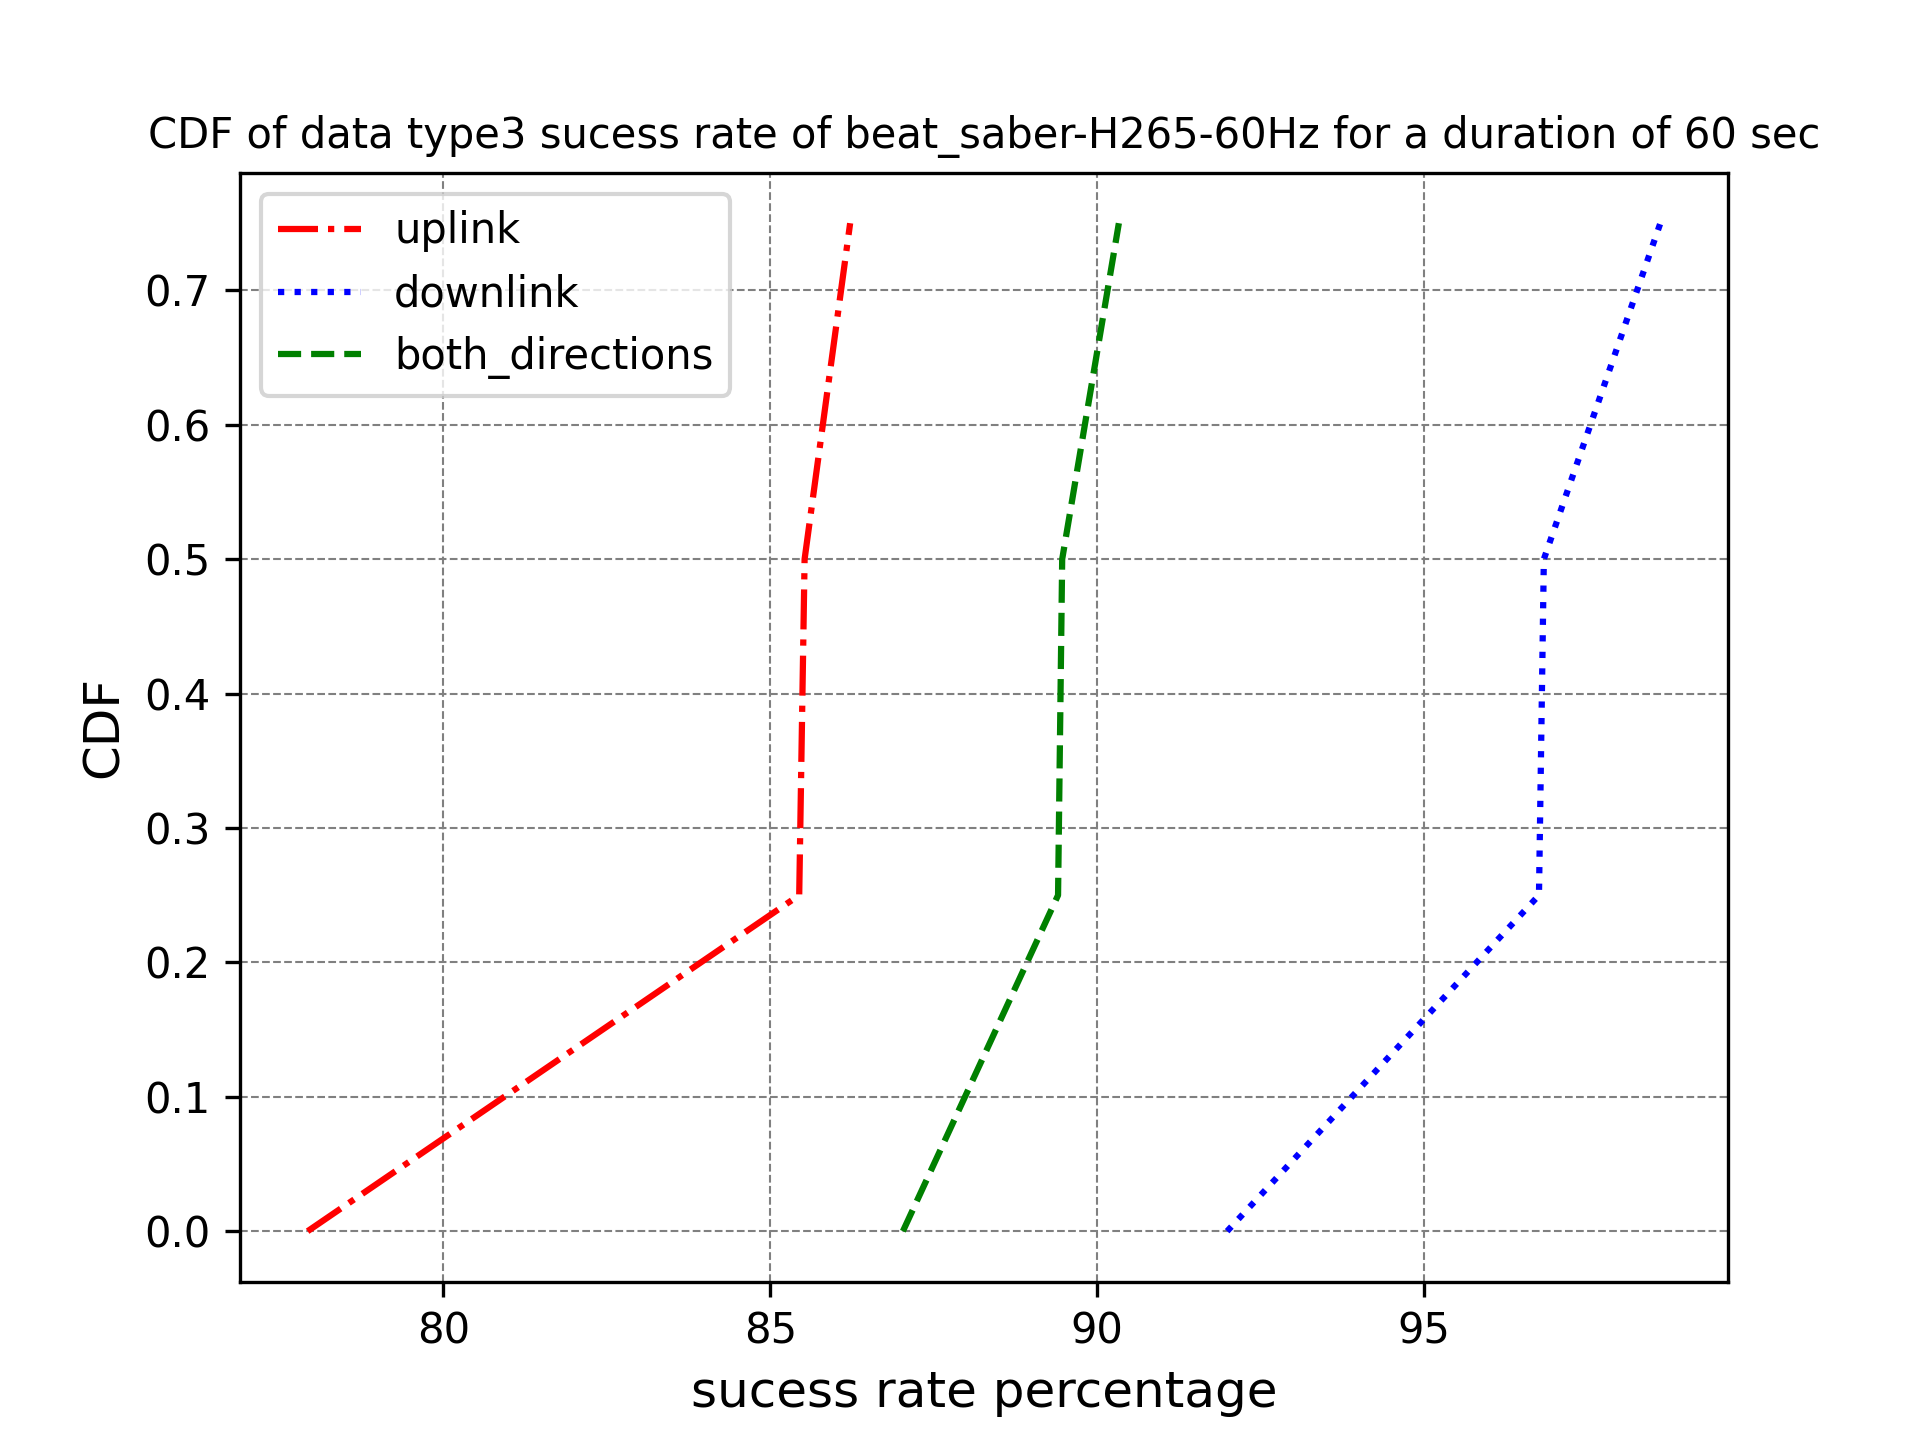 CDF of data type3 sucess rate of beat_saber-H265-60Hz for a duration of 60 sec
uplink
downlink
both_directions
CDF
0.7
0.6
0.5
0.4
0.3
0.2
0.1
0.0
80 85 90 95
sucess rate percentage